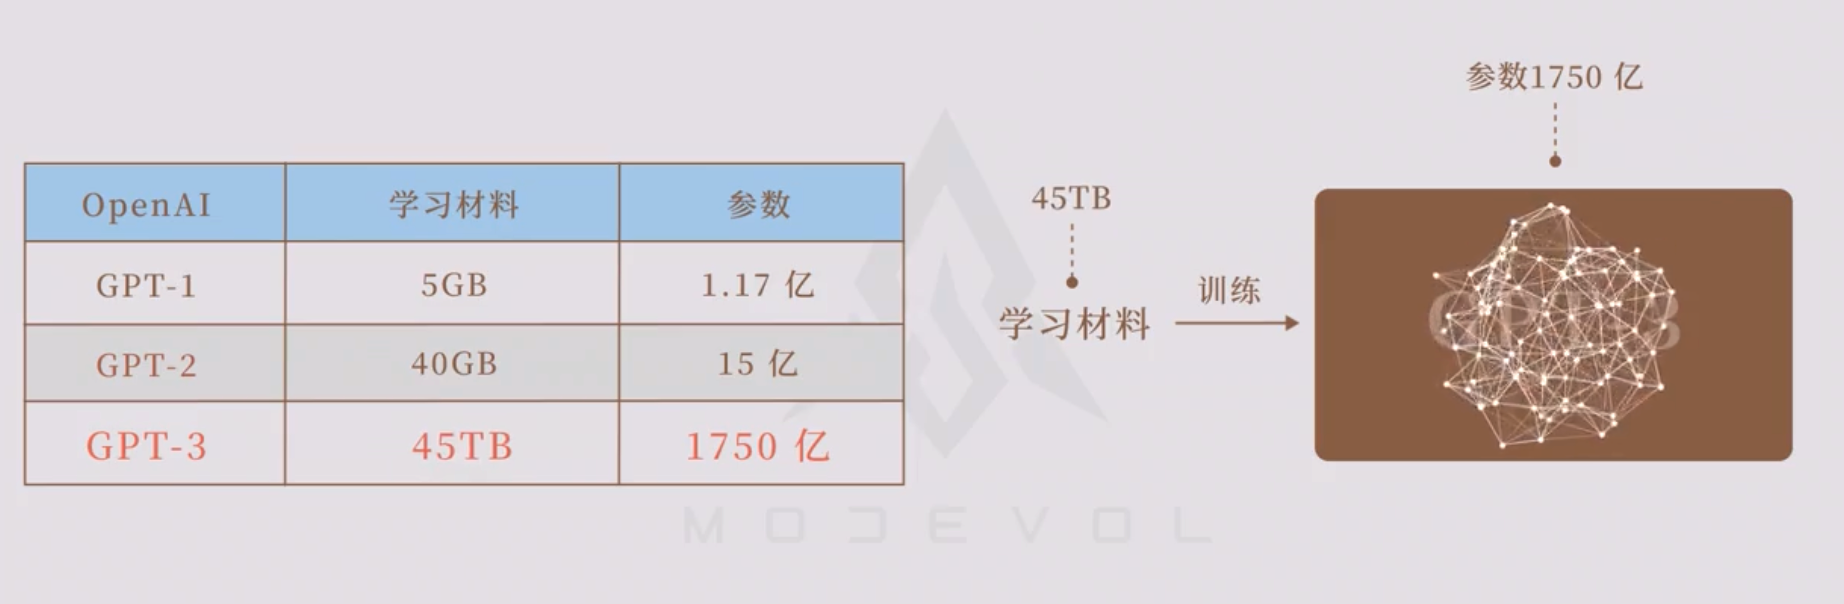 OpenAI 学习材料 参数
GPT-1 5GB 1.17 亿
GPT-2 40GB 15 亿
GPT-3 45TB 1750 亿
参数1750 亿
45TB
学习材料
训练
GPT-3
MODEVOL